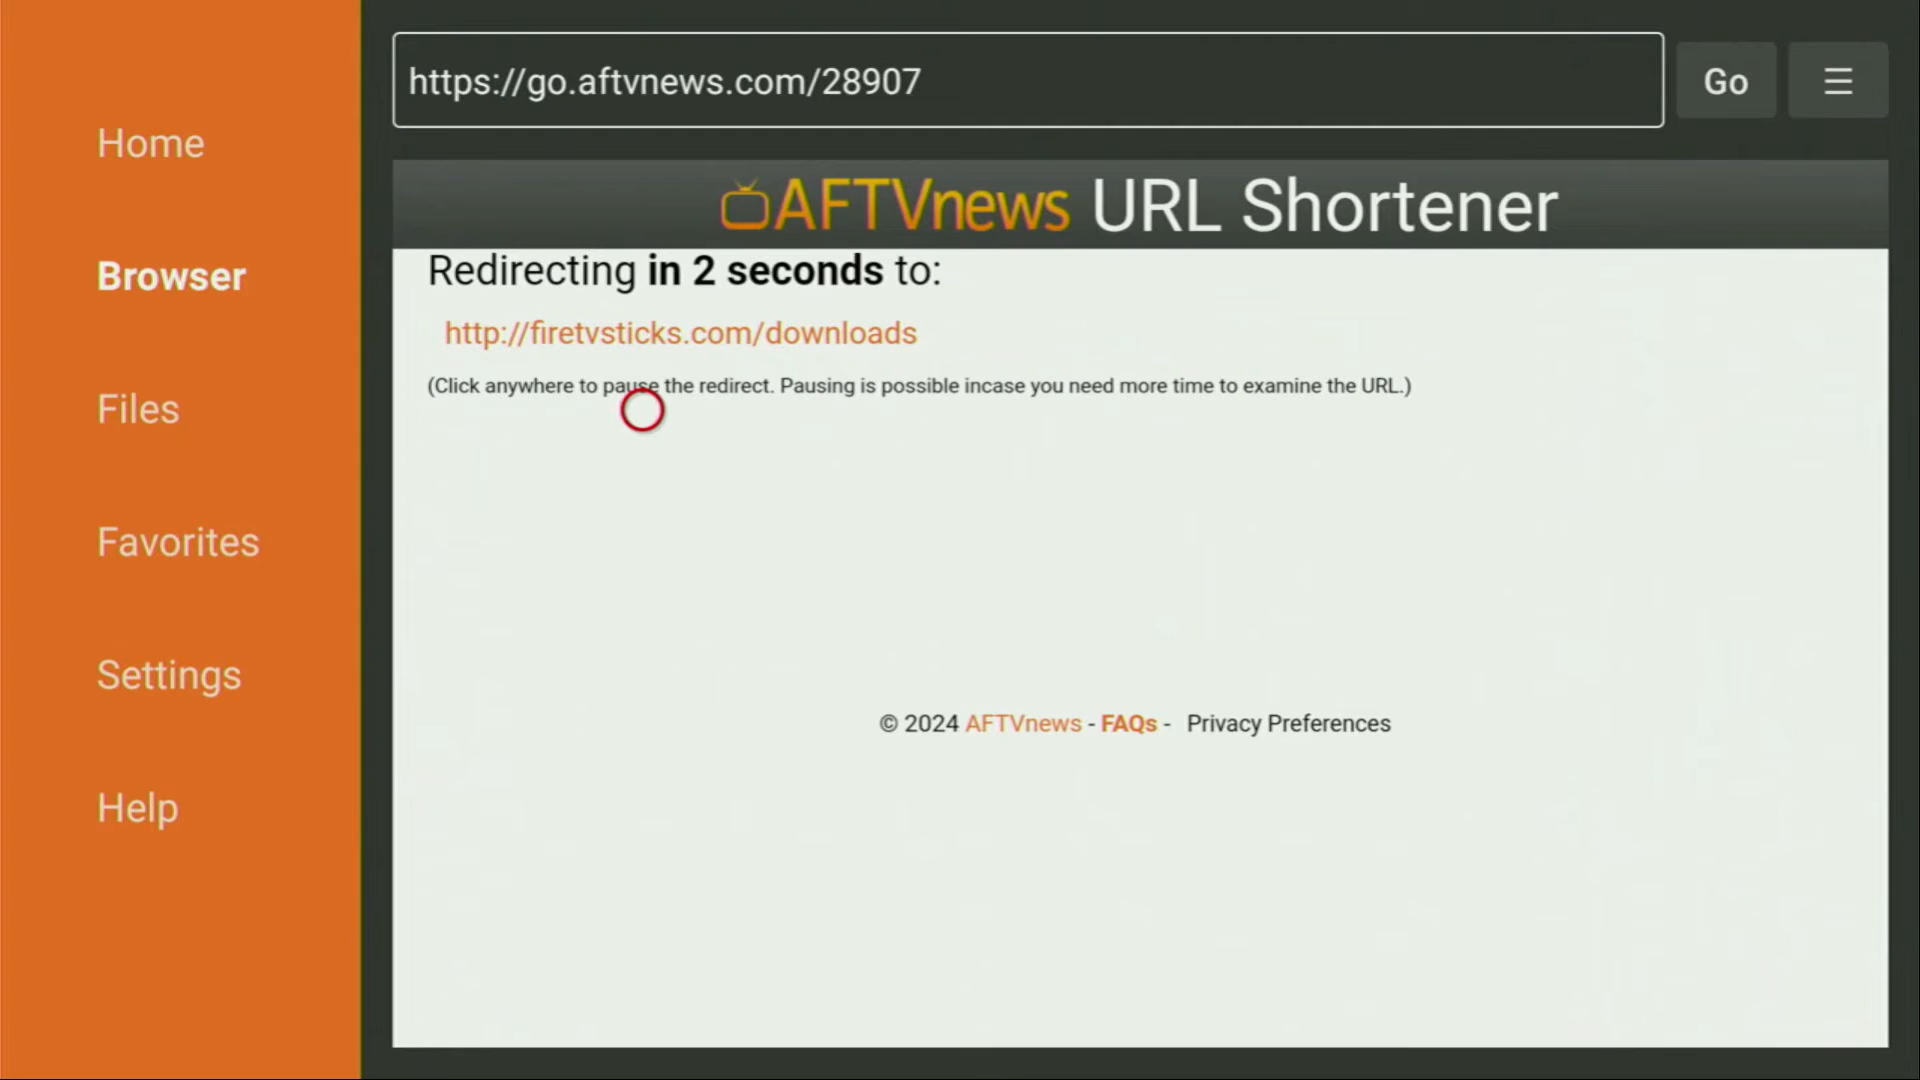 https://go.aftvnews.com/28907
Go
Home
Browser
Files
Favorites
Settings
Help
AFTVnews URL Shortener
Redirecting in 2 seconds to:
http://firetvsticks.com/downloads
(Click anywhere to pause the redirect. Pausing is possible incase you need more time to examine the URL.)
© 2024 AFTVnews - FAQs - Privacy Preferences